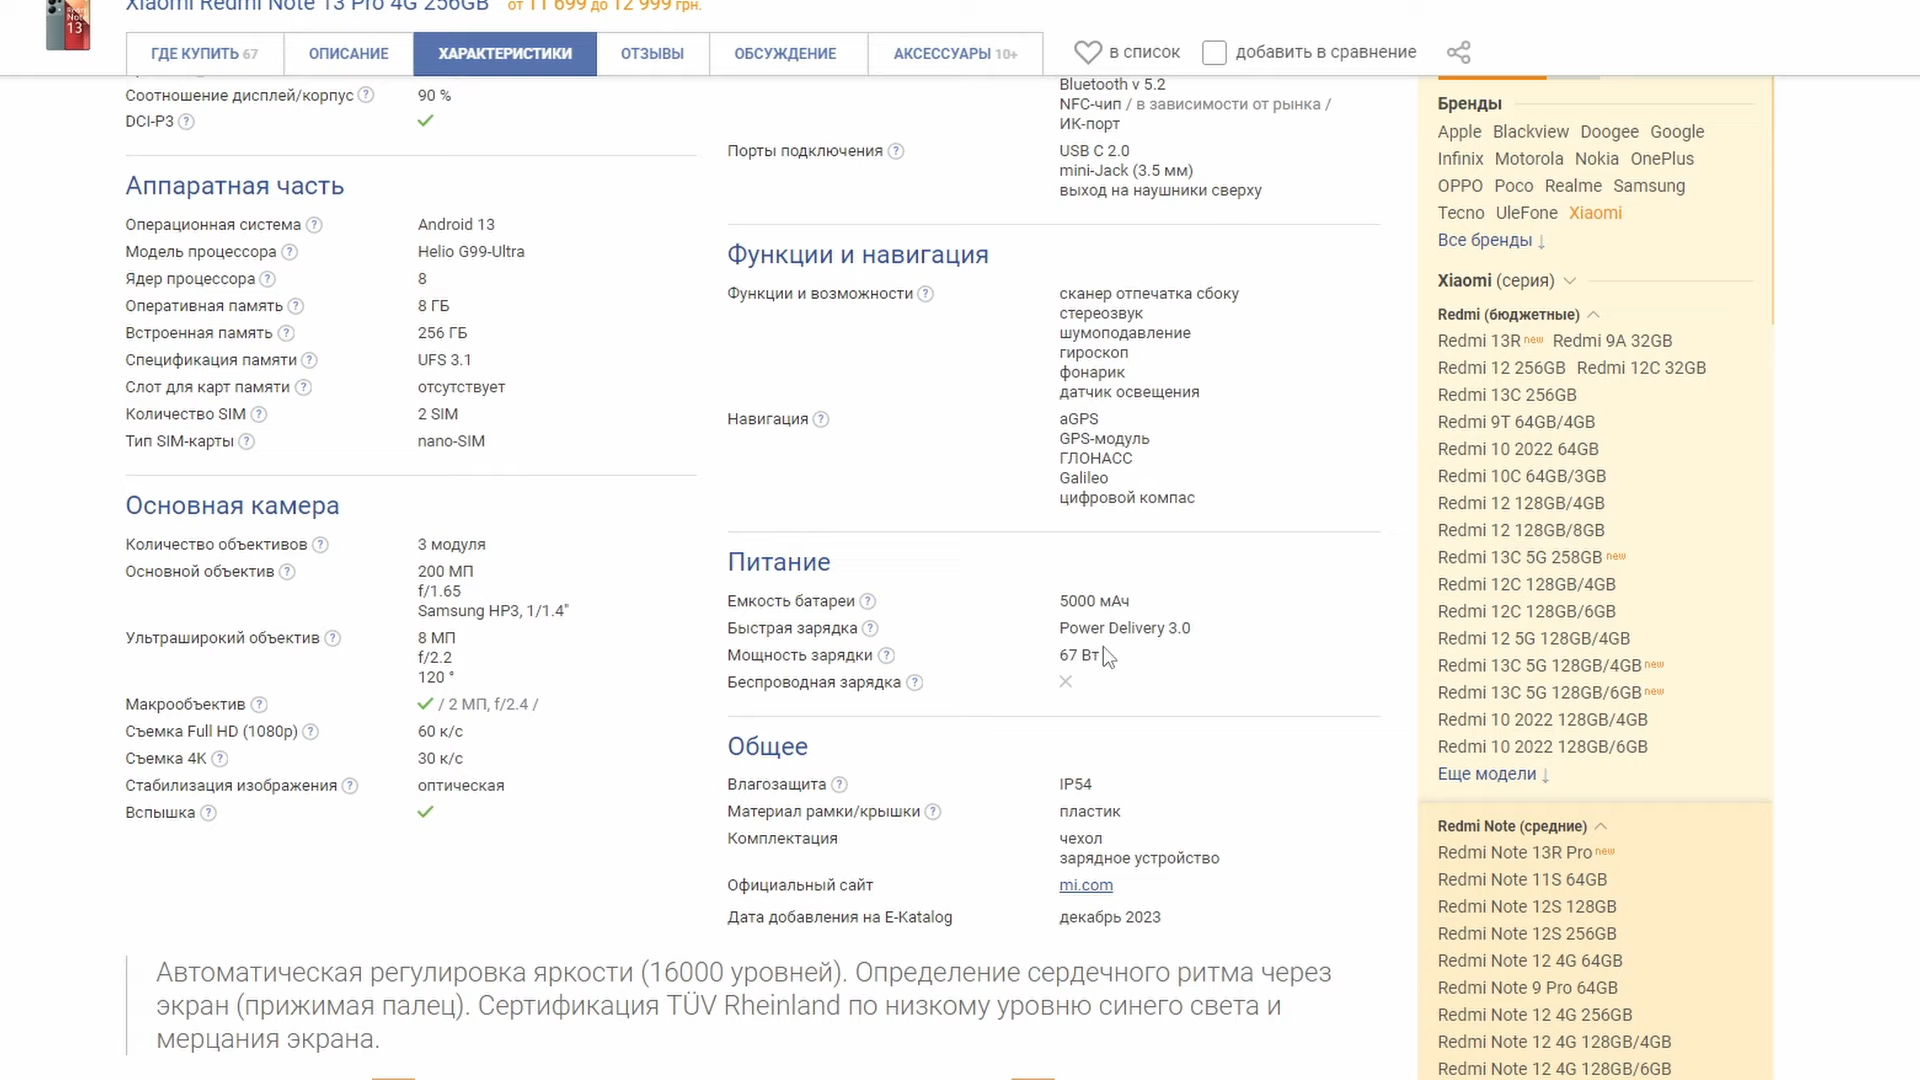 Xiaomi Redmi Note 13 Pro 4G 256GB от 11 699 до 12 999 грн.
Note
13
ГДЕ КУПИТЬ 67
ОПИСАНИЕ
ХАРАКТЕРИСТИКИ
ОТЗЫВЫ
ОБСУЖДЕНИЕ
АКСЕССУАРЫ 10+
в список
добавить в сравнение
Соотношение дисплей/корпус ? 90 %
DCI-P3 ?
Аппаратная часть
Операционная система ? Android 13
Модель процессора ? Helio G99-Ultra
Ядер процессора ? 8
Оперативная память ? 8 ГБ
Встроенная память ? 256 ГБ
Спецификация памяти ? UFS 3.1
Слот для карт памяти ? отсутствует
Количество SIM ? 2 SIM
Тип SIM-карты ? nano-SIM
Основная камера
Количество объективов ? 3 модуля
Основной объектив ? 200 МП
f/1.65
Samsung HP3, 1/1.4"
Ультраширокий объектив ? 8 МП
f/2.2
120 °
Макрообъектив ? / 2 МП, f/2.4 /
Съемка Full HD (1080p) ? 60 к/с
Съемка 4K ? 30 к/с
Стабилизация изображения ? оптическая
Вспышка ?
Bluetooth v 5.2
NFC-чип / в зависимости от рынка /
ИК-порт
Порты подключения ? USB C 2.0
mini-Jack (3.5 мм)
выход на наушники сверху
Функции и навигация
Функции и возможности ? сканер отпечатка сбоку
стереозвук
шумоподавление
гироскоп
фонарик
датчик освещения
Навигация ? aGPS
GPS-модуль
ГЛОНАСС
Galileo
цифровой компас
Питание
Емкость батареи ? 5000 мАч
Быстрая зарядка ? Power Delivery 3.0
Мощность зарядки ? 67 Вт
Беспроводная зарядка ?
Общее
Влагозащита ? IP54
Материал рамки/крышки ? пластик
Комплектация чехол
зарядное устройство
Официальный сайт mi.com
Дата добавления на E-Katalog декабрь 2023
Автоматическая регулировка яркости (16000 уровней). Определение сердечного ритма через
экран (прижимая палец). Сертификация TÜV Rheinland по низкому уровню синего света и
мерцания экрана.
Бренды
Apple Blackview Doogee Google
Infinix Motorola Nokia OnePlus
OPPO Poco Realme Samsung
Tecno UleFone Xiaomi
Все бренды ↓
Xiaomi (серия)
Redmi (бюджетные)
Redmi 13R new Redmi 9A 32GB
Redmi 12 256GB Redmi 12C 32GB
Redmi 13C 256GB
Redmi 9T 64GB/4GB
Redmi 10 2022 64GB
Redmi 10C 64GB/3GB
Redmi 12 128GB/4GB
Redmi 12 128GB/8GB
Redmi 13C 5G 258GB new
Redmi 12C 128GB/4GB
Redmi 12C 128GB/6GB
Redmi 12 5G 128GB/4GB
Redmi 13C 5G 128GB/4GB new
Redmi 13C 5G 128GB/6GB new
Redmi 10 2022 128GB/4GB
Redmi 10 2022 128GB/6GB
Еще модели ↓
Redmi Note (средние)
Redmi Note 13R Pro new
Redmi Note 11S 64GB
Redmi Note 12S 128GB
Redmi Note 12S 256GB
Redmi Note 12 4G 64GB
Redmi Note 9 Pro 64GB
Redmi Note 12 4G 256GB
Redmi Note 12 4G 128GB/4GB
Redmi Note 12 4G 128GB/6GB